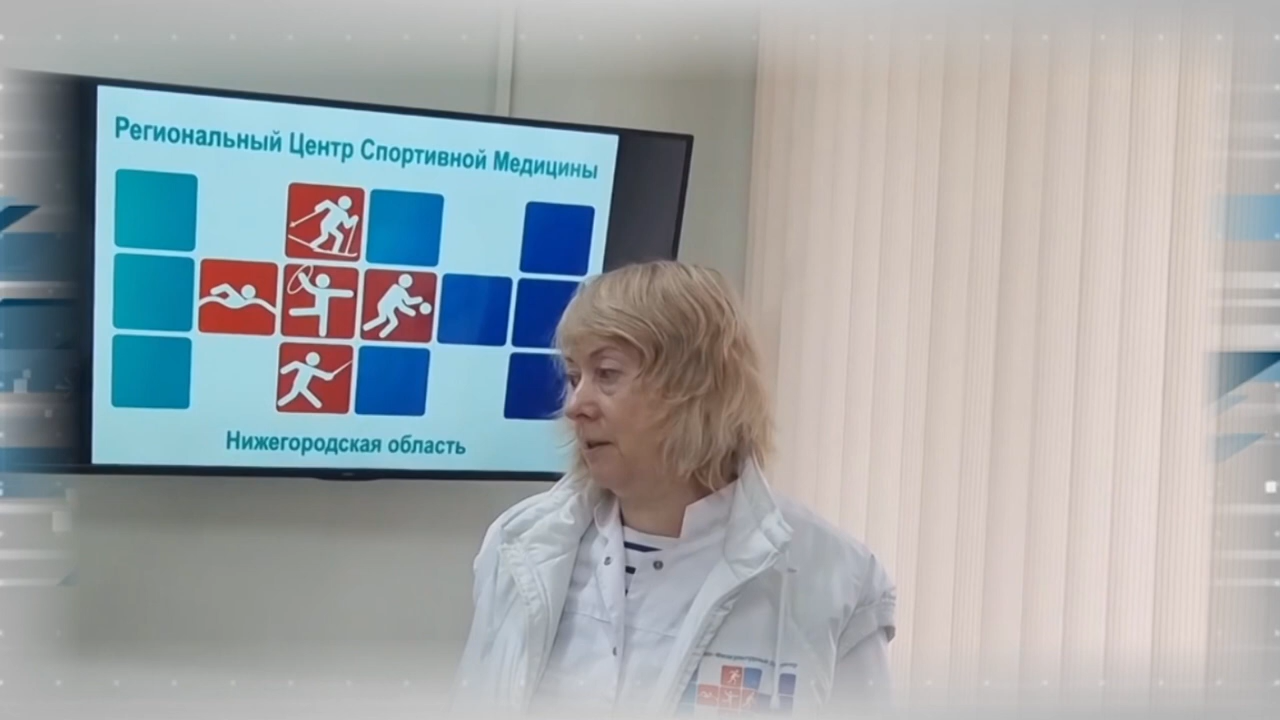 Региональный Центр Спортивной Медицины
Нижегородская область